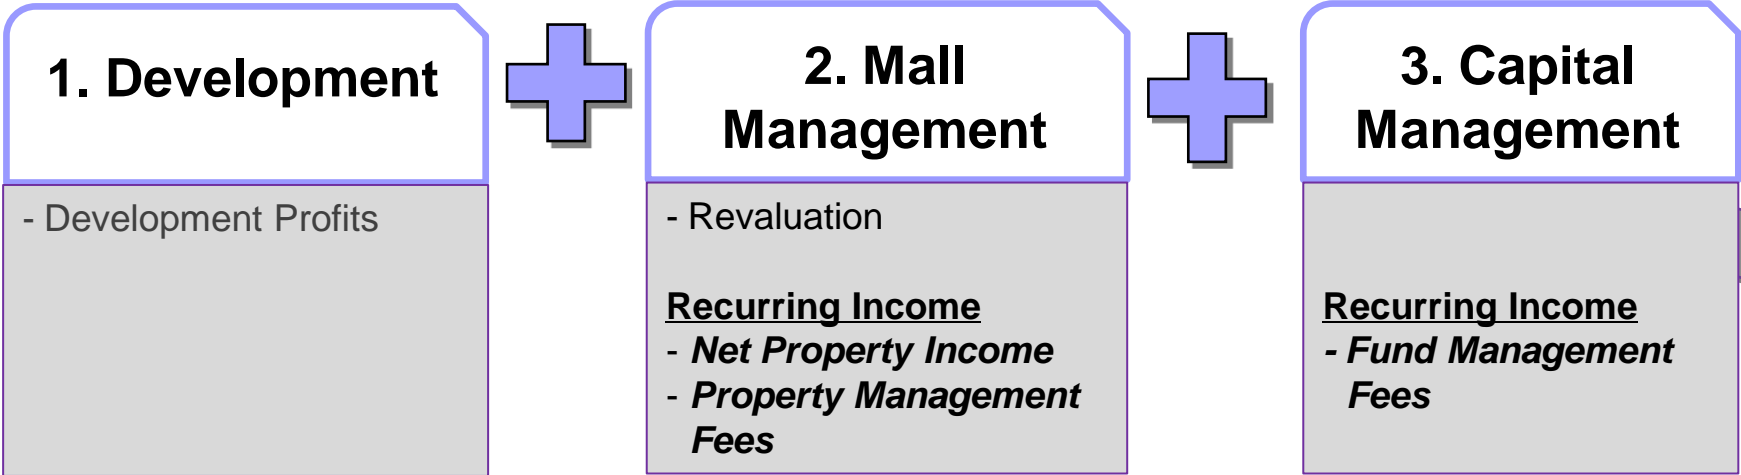 1. Development
- Development Profits
2. Mall
Management
- Revaluation
Recurring Income
- Net Property Income
- Property Management
Fees
3. Capital
Management
Recurring Income
- Fund Management
Fees